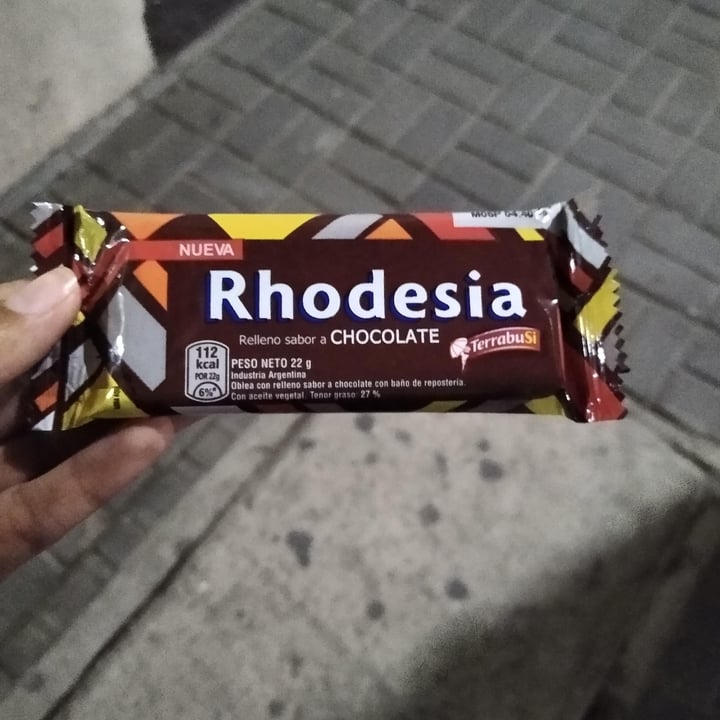 NUEVA
Rhodesia
Relleno sabor a CHOCOLATE
TerrabuSi
112
kcal
POR 22g
6%*
PESO NETO 22 g
Industria Argentina
Oblea con relleno sabor a chocolate con baño de repostería.
Con aceite vegetal. Tenor graso: 27 %